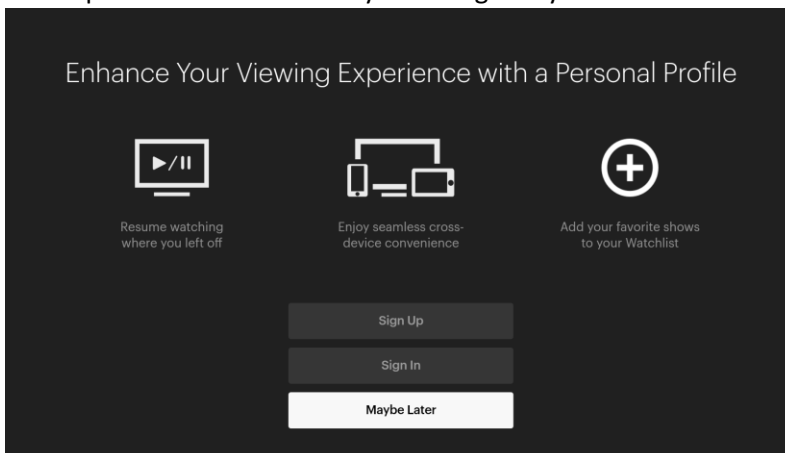 Enhance Your Viewing Experience with a Personal Profile
Resume watching
where you left off
Enjoy seamless cross-
device convenience
Add your favorite shows
to your Watchlist
Sign Up
Sign In
Maybe Later